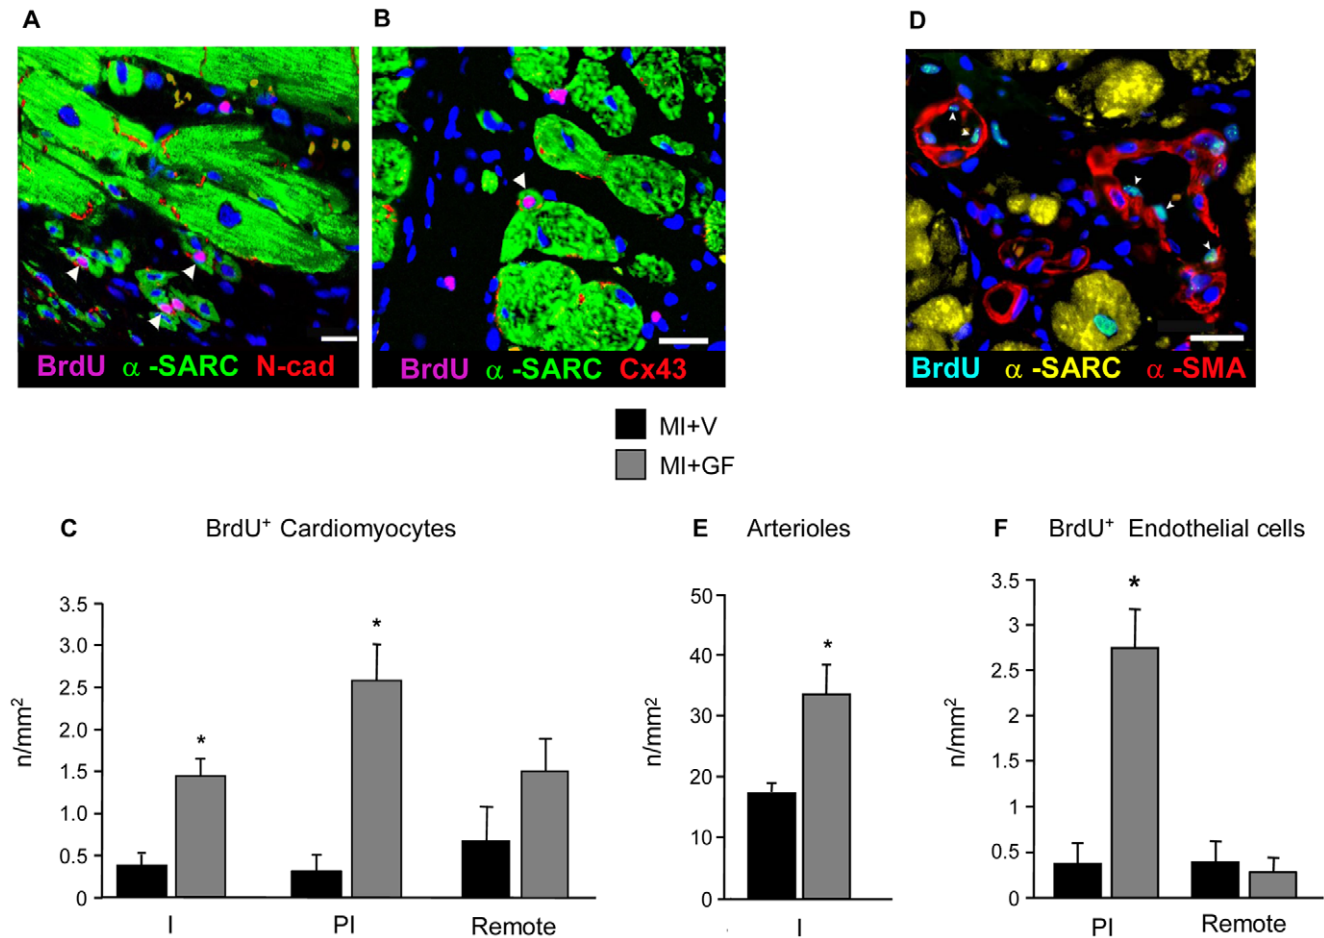 A
B
D
BrdU α -SARC N-cad
BrdU α -SARC Cx43
BrdU α -SARC α -SMA
MI+V
MI+GF
C BrdU⁺ Cardiomyocytes
n/mm²
3.5
3.0
2.5
2.0
1.5
1.0
0.5
0
*
*
I PI Remote
E Arterioles
n/mm²
50
40
30
20
10
0
*
I
F BrdU⁺ Endothelial cells
n/mm²
3.5
3
2.5
2
1.5
1
0.5
0
*
PI Remote